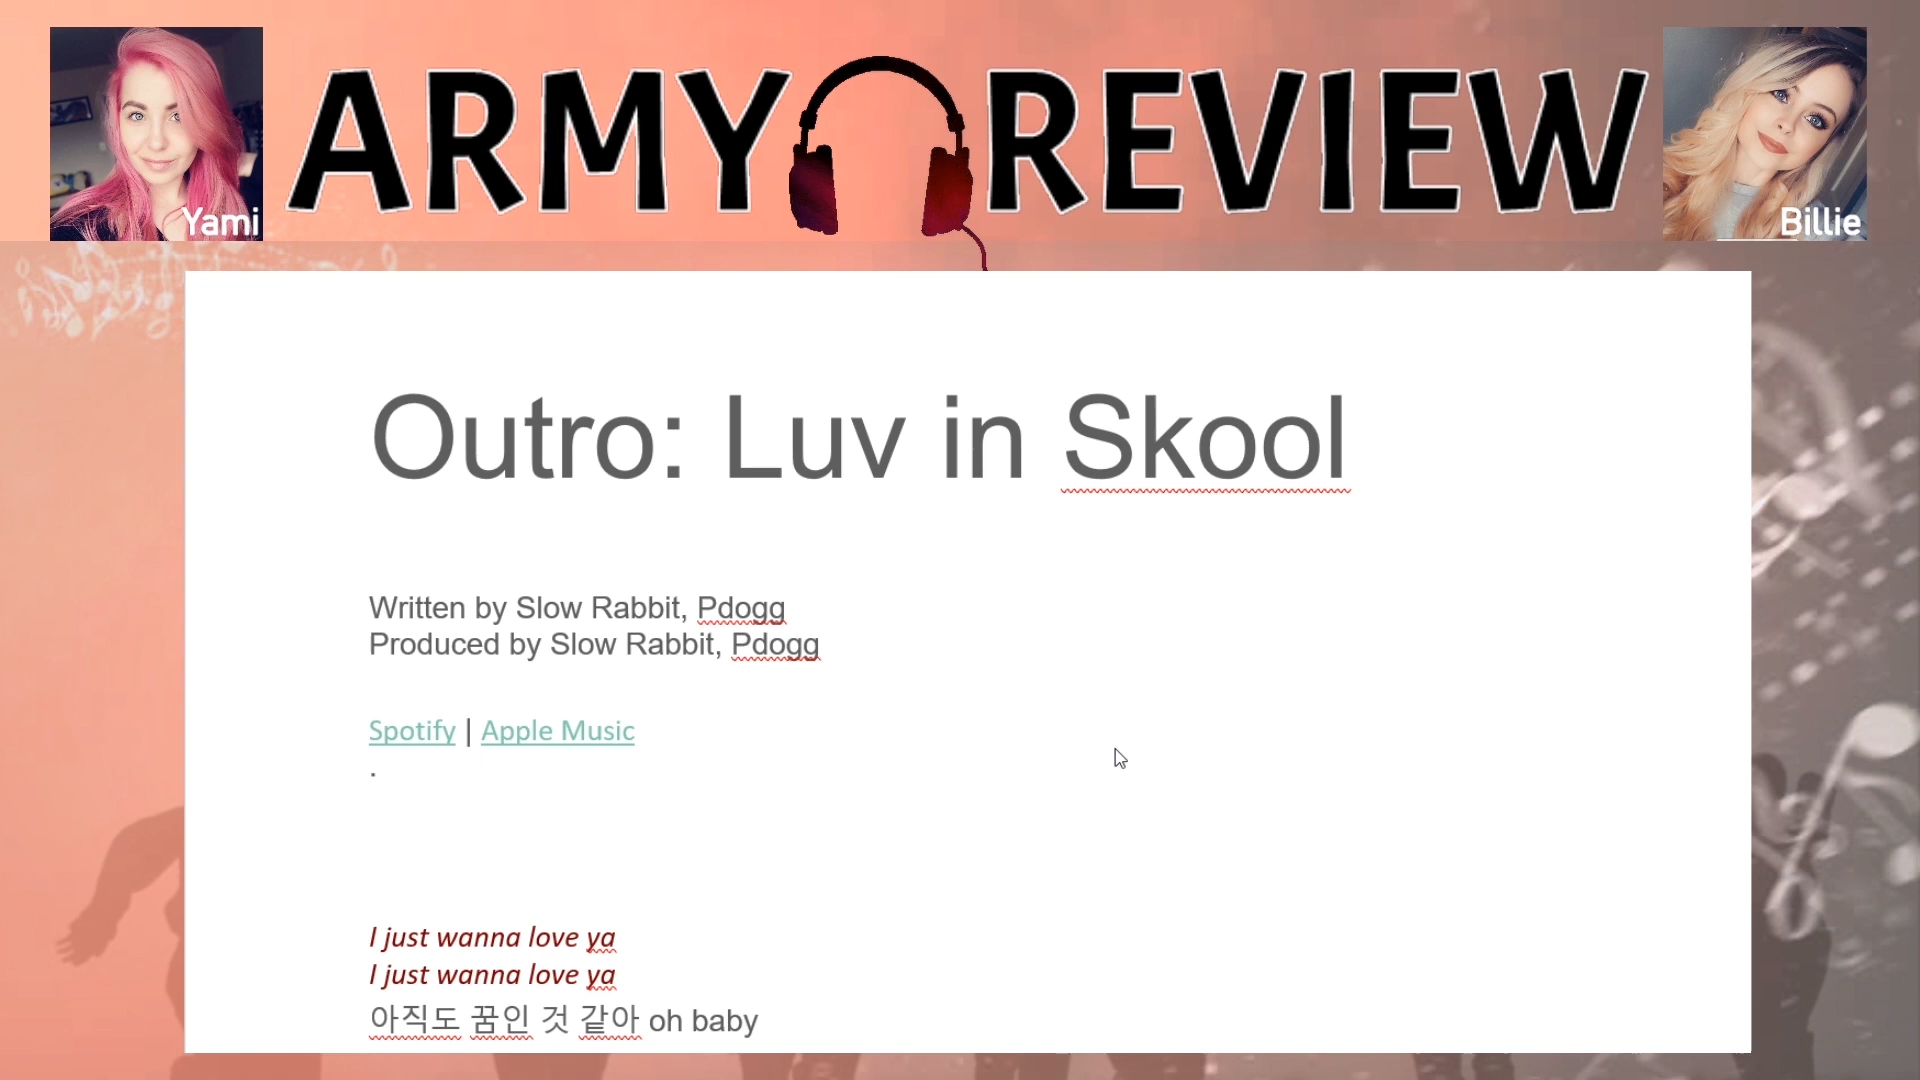 ARMY REVIEW
Yami
Billie
Outro: Luv in Skool
Written by Slow Rabbit, Pdogg
Produced by Slow Rabbit, Pdogg
Spotify | Apple Music
.
I just wanna love ya
I just wanna love ya
아직도 꿈인 것 같아 oh baby